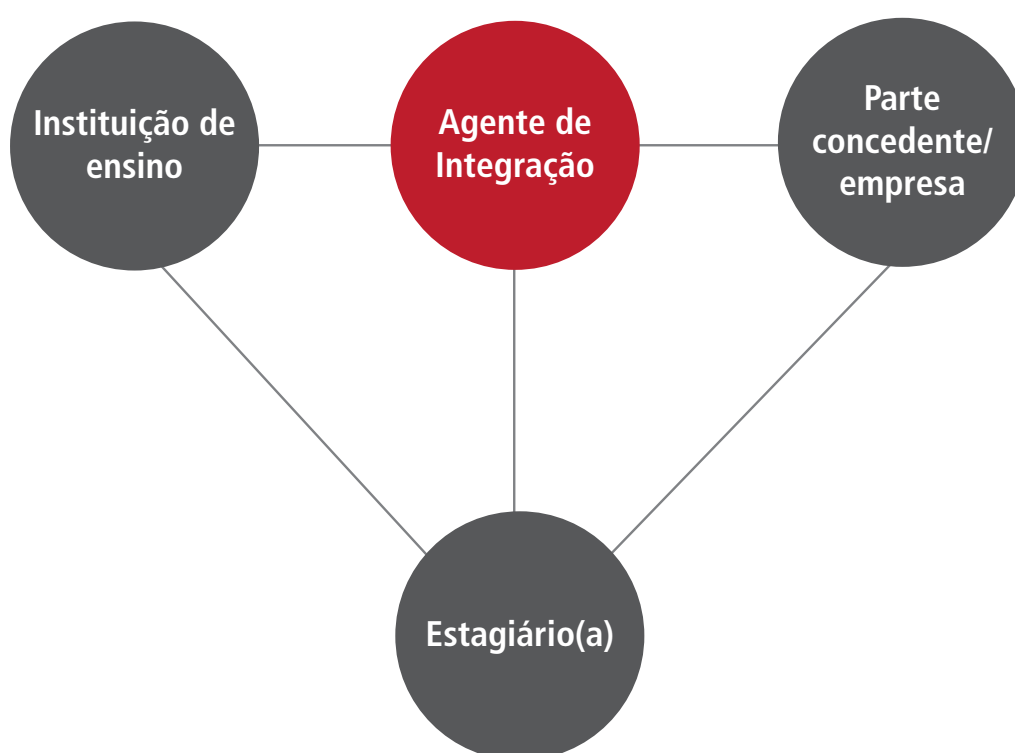 Instituição de
ensino
Agente de
Integração
Parte
concedente/
empresa
Estagiário(a)